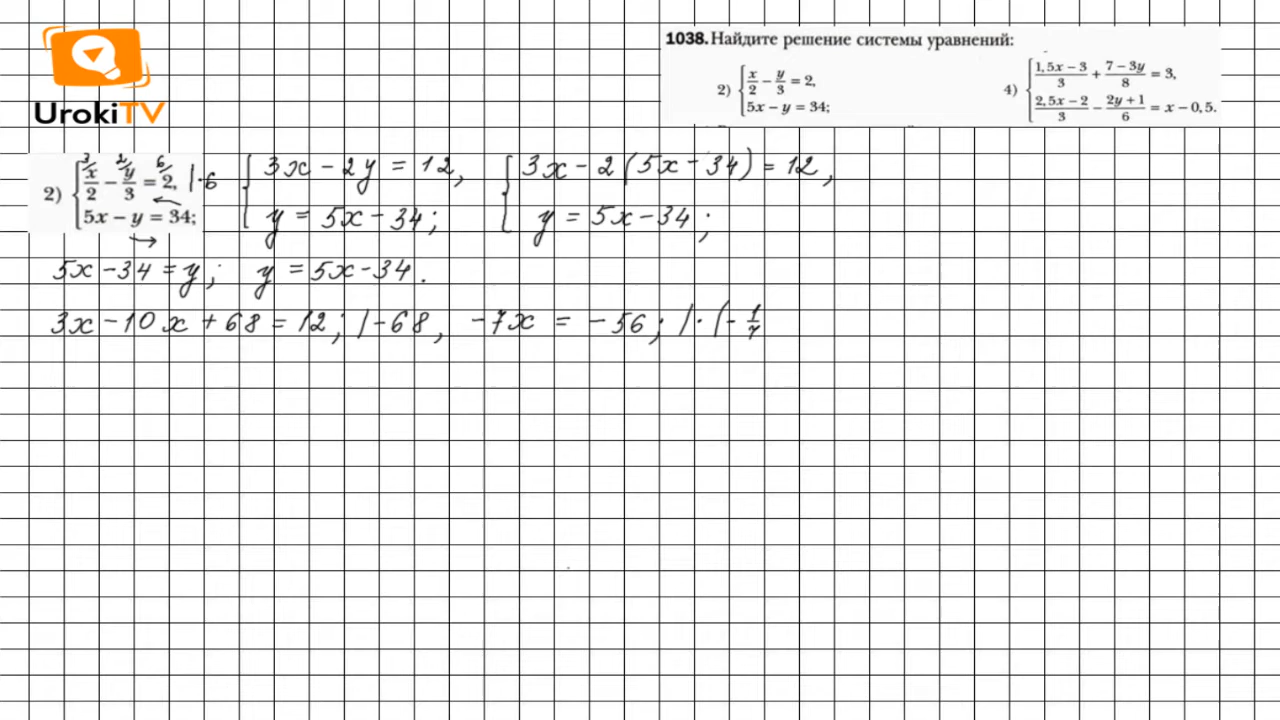 UrokiTV
1038. Найдите решение системы уравнений:
2) { x/2 − y/3 = 2,
5x − y = 34;
4) { (1,5x − 3)/3 + (7 − 3y)/8 = 3,
(2,5x − 2)/3 − (2y + 1)/6 = x − 0,5.
2) { 3/ x/2 − 2/ y/3 = 6/ 2, |·6 { 3x − 2y = 12, { 3x − 2(5x − 34) = 12,
5x − y = 34; y = 5x − 34; y = 5x − 34;
5x − 34 = y; y = 5x − 34.
3x − 10x + 68 = 12; | − 68, −7x = −56; | · (− 1/7